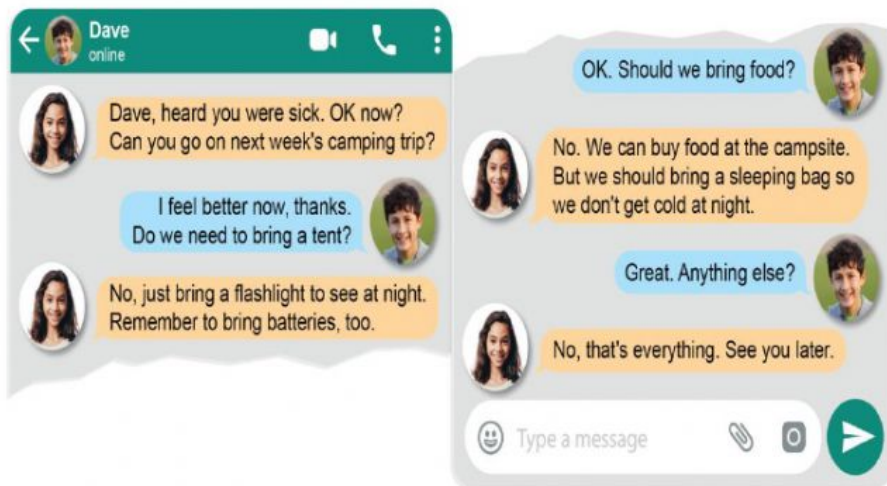 Dave
online
Dave, heard you were sick. OK now?
Can you go on next week's camping trip?
I feel better now, thanks.
Do we need to bring a tent?
No, just bring a flashlight to see at night.
Remember to bring batteries, too.
OK. Should we bring food?
No. We can buy food at the campsite.
But we should bring a sleeping bag so
we don't get cold at night.
Great. Anything else?
No, that's everything. See you later.
Type a message